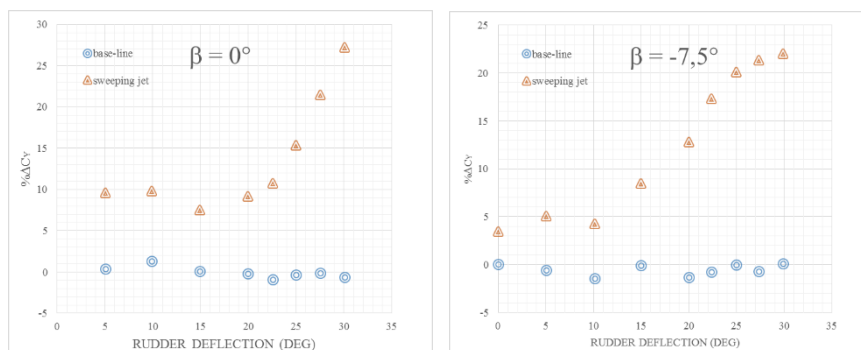 30
25
20
15
10
5
0
-5
%ΔCY
base-line
sweeping jet
β = 0°
0 5 10 15 20 25 30 35
RUDDER DEFLECTION (DEG)
25
20
15
10
5
0
-5
%ΔCY
base-line
sweeping jet
β = -7,5°
0 5 10 15 20 25 30 35
RUDDER DEFLECTION (DEG)